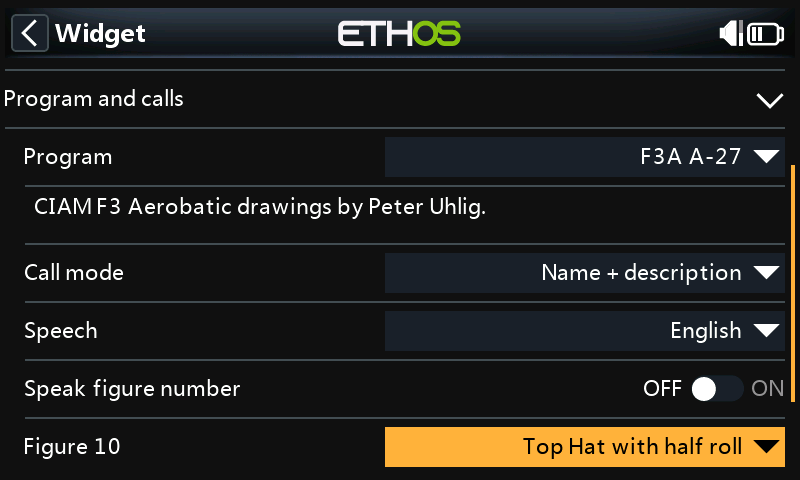 Widget
ETHOS
Program and calls
Program
F3A A-27
CIAM F3 Aerobatic drawings by Peter Uhlig.
Call mode
Name + description
Speech
English
Speak figure number
OFF ON
Figure 10
Top Hat with half roll